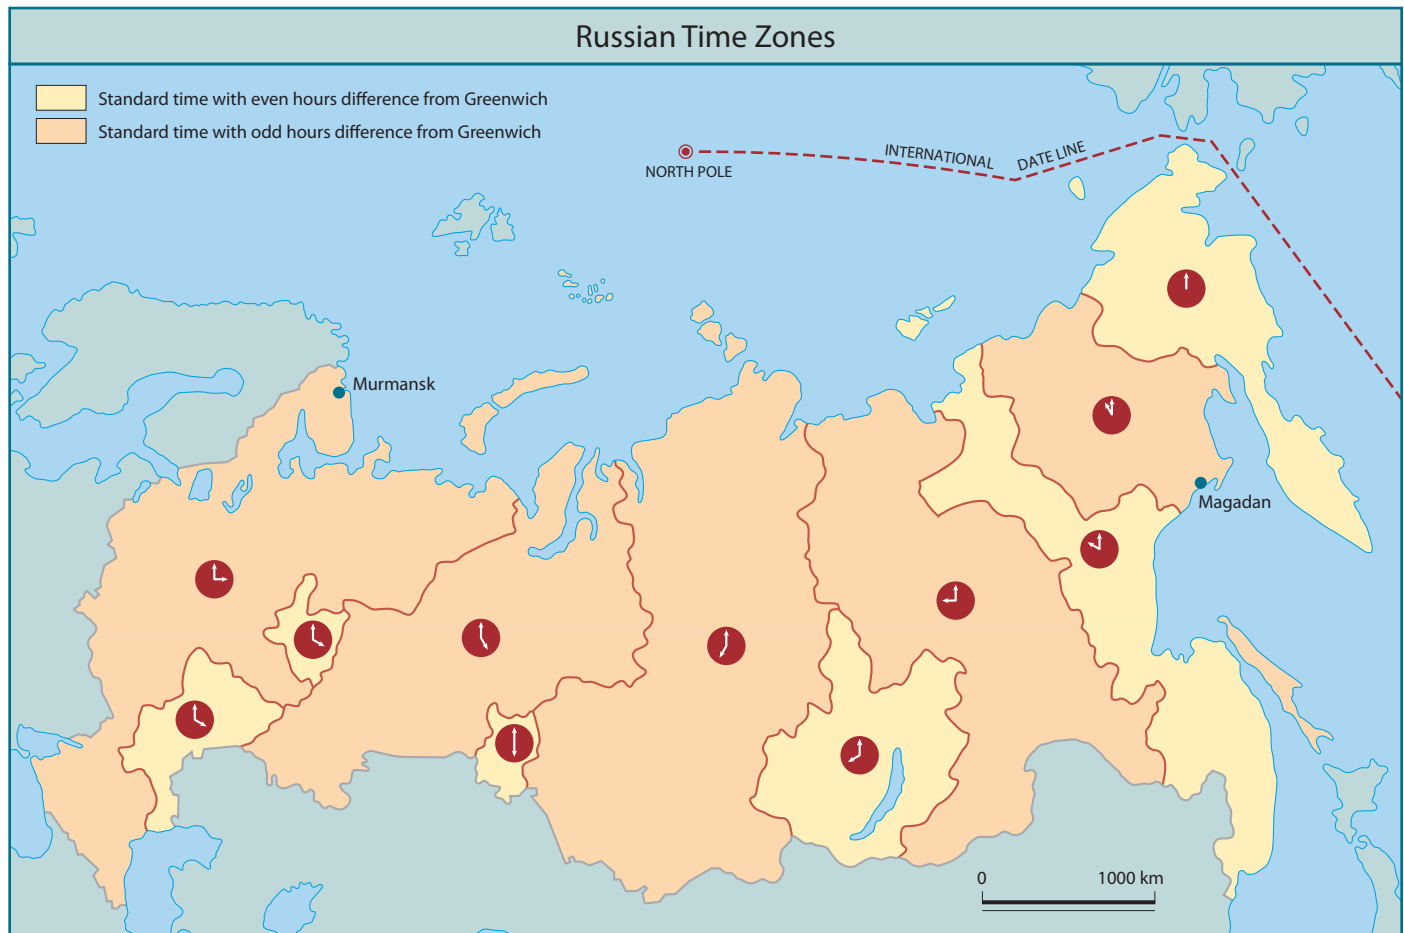 Russian Time Zones
Standard time with even hours difference from Greenwich
Standard time with odd hours difference from Greenwich
INTERNATIONAL DATE LINE
NORTH POLE
Murmansk
Magadan
0 1000 km